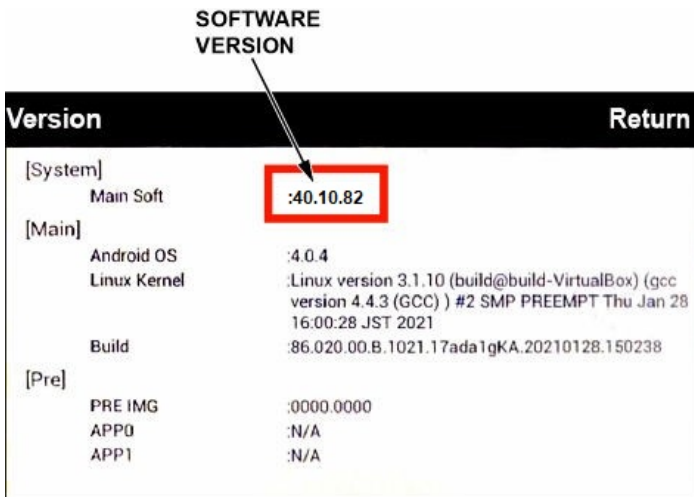 SOFTWARE
VERSION
Version Return
[System]
Main Soft :40.10.82
[Main]
Android OS :4.0.4
Linux Kernel :Linux version 3.1.10 (build@build-VirtualBox) (gcc
version 4.4.3 (GCC) ) #2 SMP PREEMPT Thu Jan 28
16:00:28 JST 2021
Build :86.020.00.B.1021.17ada1gKA.20210128.150238
[Pre]
PRE IMG :0000.0000
APP0 :N/A
APP1 :N/A